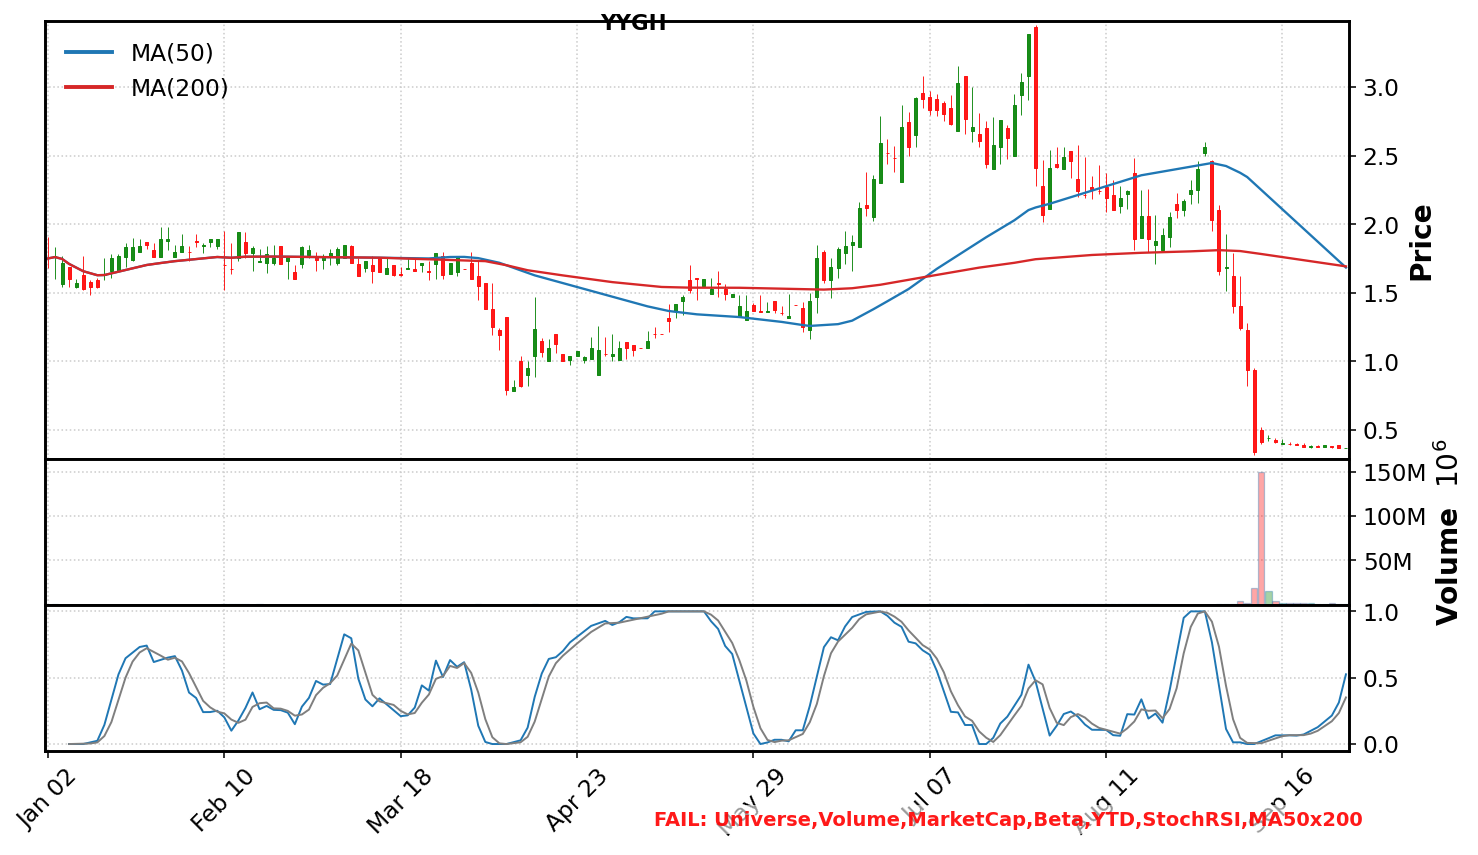 YYGH
MA(50)
MA(200)
3.0
2.5
2.0
1.5
1.0
0.5
Price
150M
100M
50M
Volume 10⁶
1.0
0.5
0.0
Jan 02
Feb 10
Mar 18
Apr 23
May 29
Jul 07
Aug 11
Sep 16
FAIL: Universe,Volume,MarketCap,Beta,YTD,StochRSI,MA50x200